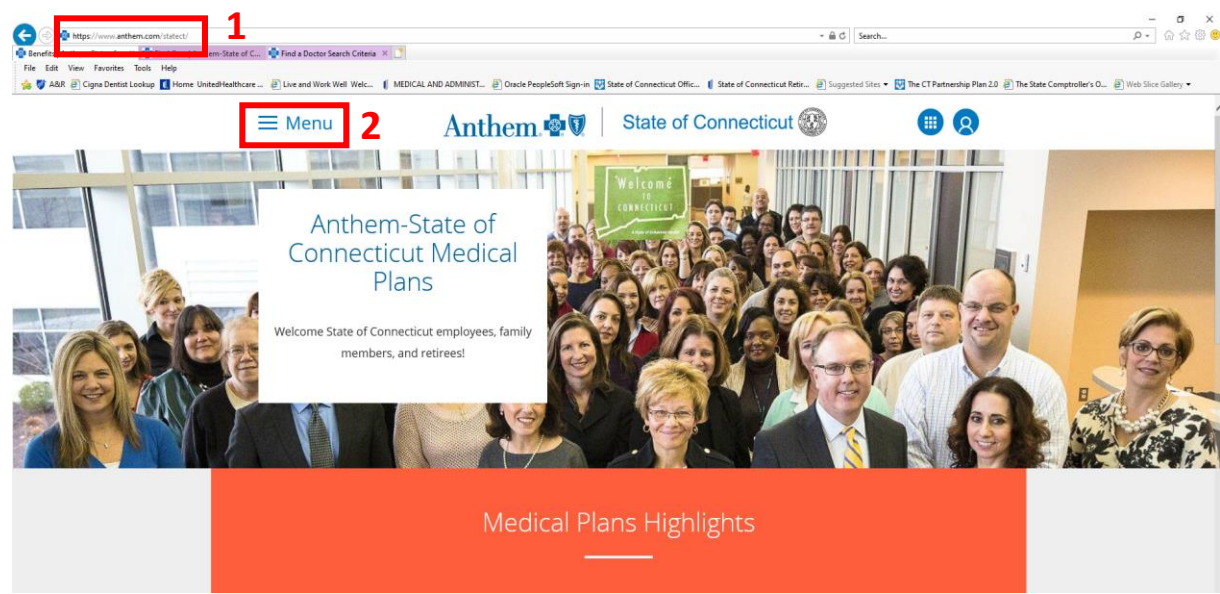 1
https://www.anthem.com/statect/
Search...
Benefits
em-State of C...
Find a Doctor Search Criteria
File Edit View Favorites Tools Help
A&R
Cigna Dentist Lookup
Home UnitedHealthcare ...
Live and Work Well Welc...
MEDICAL AND ADMINIST...
Oracle PeopleSoft Sign-in
State of Connecticut Offic...
State of Connecticut Retir...
Suggested Sites
The CT Partnership Plan 2.0
The State Comptroller's O...
Web Slice Gallery
Menu
2
Anthem
State of Connecticut
Welcome
TO
CONNECTICUT
Anthem-State of
Connecticut Medical
Plans
Welcome State of Connecticut employees, family
members, and retirees!
Medical Plans Highlights